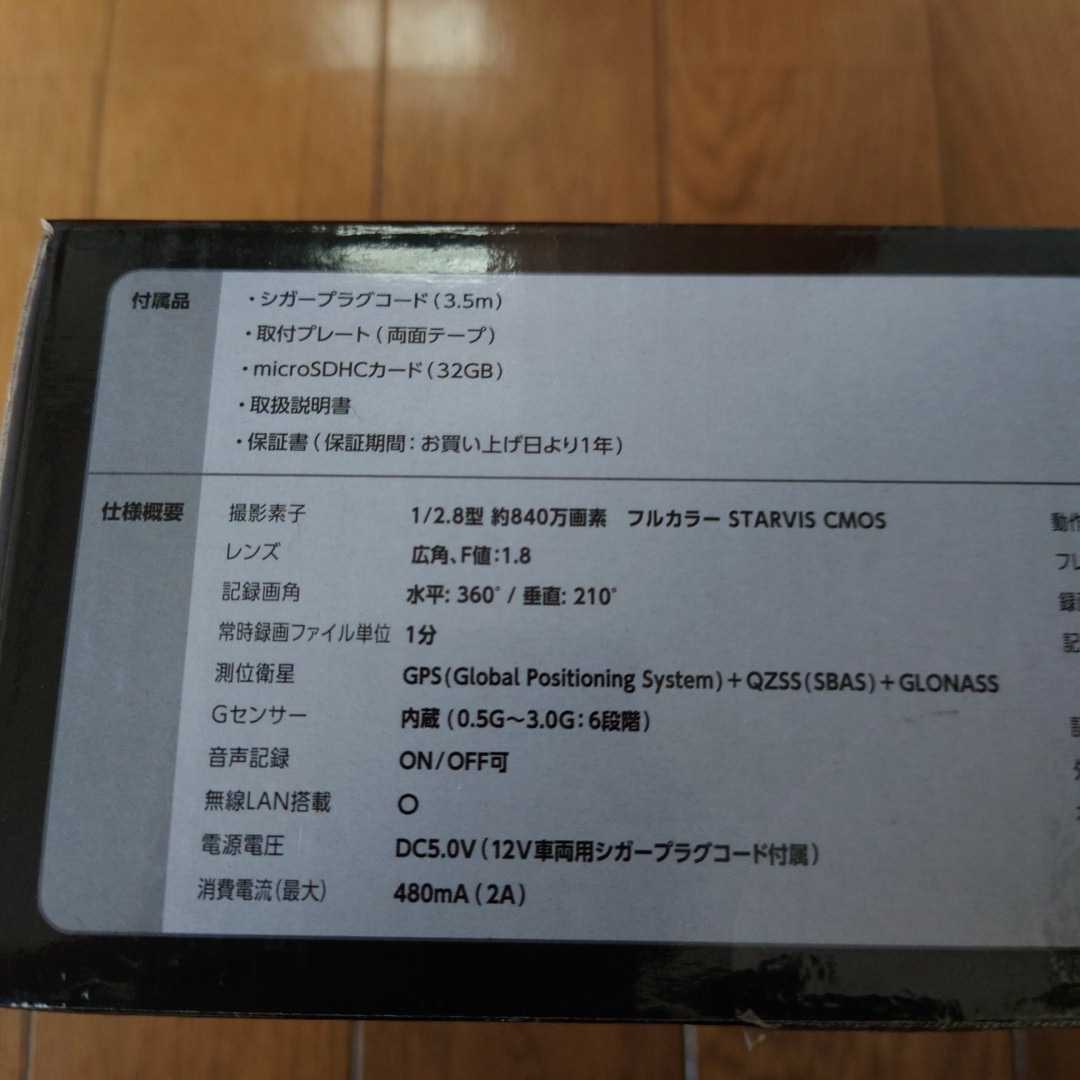 付属品
・シガープラグコード(3.5m)
・取付プレート(両面テープ)
・microSDHCカード(32GB)
・取扱説明書
・保証書(保証期間:お買い上げ日より1年)
仕様概要
撮影素子 1/2.8型 約840万画素 フルカラー STARVIS CMOS
レンズ 広角、F値:1.8
記録画角 水平: 360° / 垂直: 210°
常時録画ファイル単位 1分
測位衛星 GPS(Global Positioning System)+QZSS(SBAS)+GLONASS
Gセンサー 内蔵(0.5G〜3.0G:6段階)
音声記録 ON/OFF可
無線LAN搭載 〇
電源電圧 DC5.0V(12V車両用シガープラグコード付属)
消費電流(最大) 480mA(2A)
動作
フレ
録画
記